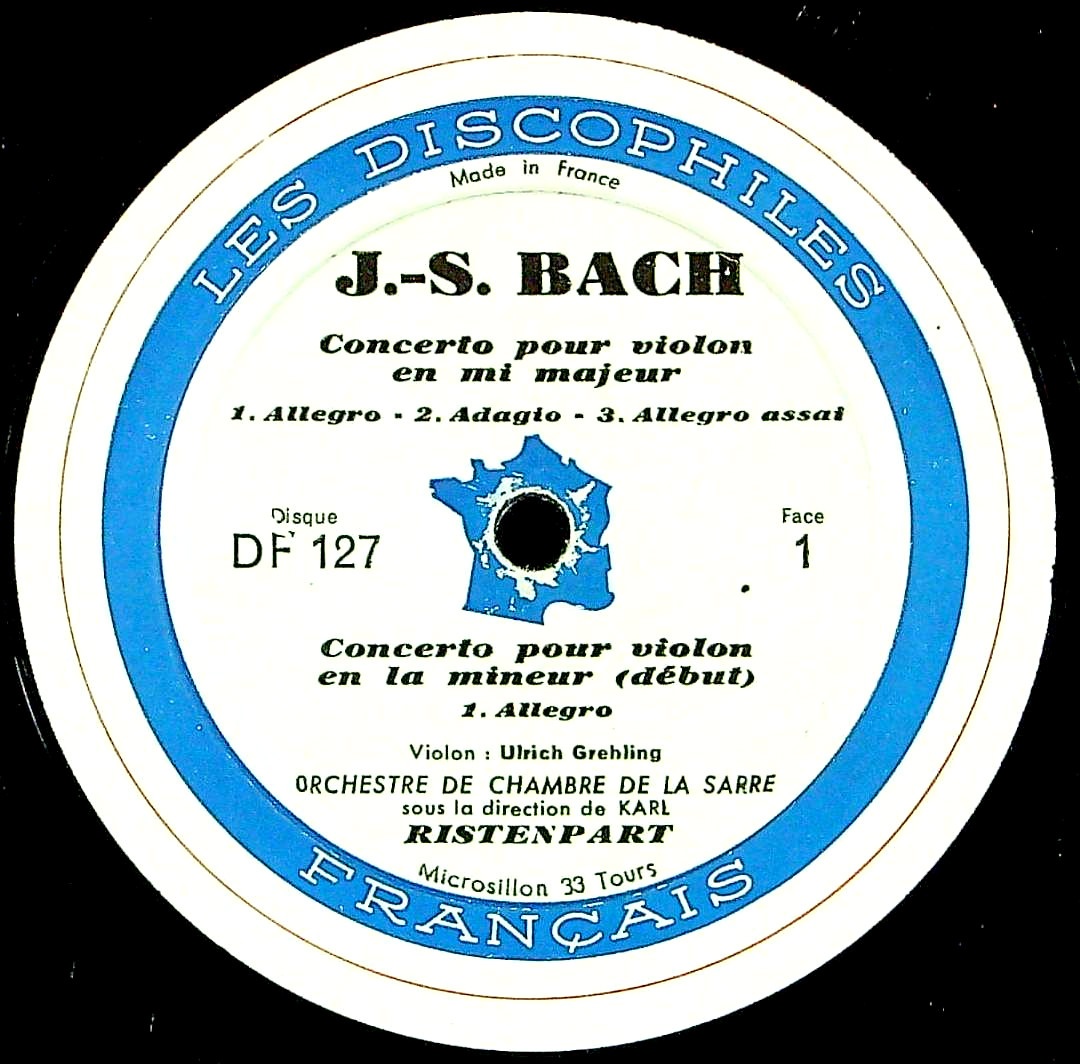 LES DISCOPHILES
Made in France
J.-S. BACH
Concerto pour violon
en mi majeur
1. Allegro - 2. Adagio - 3. Allegro assai
Disque
DF 127
Face
1
Concerto pour violon
en la mineur (début)
1. Allegro
Violon : Ulrich Grehling
ORCHESTRE DE CHAMBRE DE LA SARRE
sous la direction de KARL
RISTENPART
Microsillon 33 Tours
FRANÇAIS